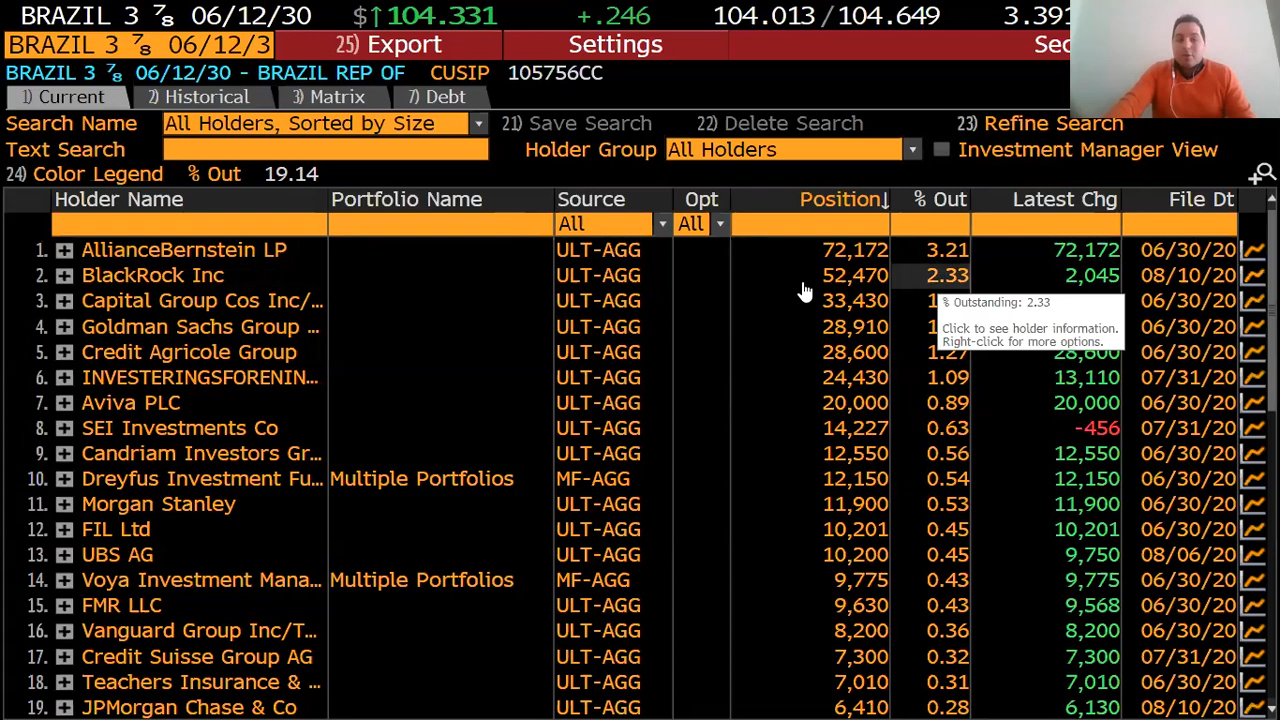 BRAZIL 3 ⅞ 06/12/30 $↑104.331 +.246 104.013/104.649 3.391
BRAZIL 3 ⅞ 06/12/3 25) Export Settings Sec
BRAZIL 3 ⅞ 06/12/30 - BRAZIL REP OF CUSIP 105756CC
1) Current 2) Historical 3) Matrix 7) Debt
Search Name All Holders, Sorted by Size 21) Save Search 22) Delete Search 23) Refine Search
Text Search Holder Group All Holders Investment Manager View
24) Color Legend % Out 19.14
Holder Name Portfolio Name Source Opt Position↓ % Out Latest Chg File Dt
All All
1. AllianceBernstein LP ULT-AGG 72,172 3.21 72,172 06/30/20
2. BlackRock Inc ULT-AGG 52,470 2.33 2,045 08/10/20
3. Capital Group Cos Inc/... ULT-AGG 33,430 06/30/20
% Outstanding: 2.33
4. Goldman Sachs Group ... ULT-AGG 28,910 06/30/20
Click to see holder information.
Right-click for more options.
5. Credit Agricole Group ULT-AGG 28,600 1.27 28,600 06/30/20
6. INVESTERINGSFORENIN... ULT-AGG 24,430 1.09 13,110 07/31/20
7. Aviva PLC ULT-AGG 20,000 0.89 20,000 06/30/20
8. SEI Investments Co ULT-AGG 14,227 0.63 -456 07/31/20
9. Candriam Investors Gr... ULT-AGG 12,550 0.56 12,550 06/30/20
10. Dreyfus Investment Fu... Multiple Portfolios MF-AGG 12,150 0.54 12,150 06/30/20
11. Morgan Stanley ULT-AGG 11,900 0.53 11,900 06/30/20
12. FIL Ltd ULT-AGG 10,201 0.45 10,201 06/30/20
13. UBS AG ULT-AGG 10,200 0.45 9,750 08/06/20
14. Voya Investment Mana... Multiple Portfolios MF-AGG 9,775 0.43 9,775 06/30/20
15. FMR LLC ULT-AGG 9,630 0.43 9,568 06/30/20
16. Vanguard Group Inc/T... ULT-AGG 8,200 0.36 8,200 06/30/20
17. Credit Suisse Group AG ULT-AGG 7,300 0.32 7,300 07/31/20
18. Teachers Insurance & ... ULT-AGG 7,010 0.31 7,010 06/30/20
19. JPMorgan Chase & Co ULT-AGG 6,410 0.28 6,130 08/10/20